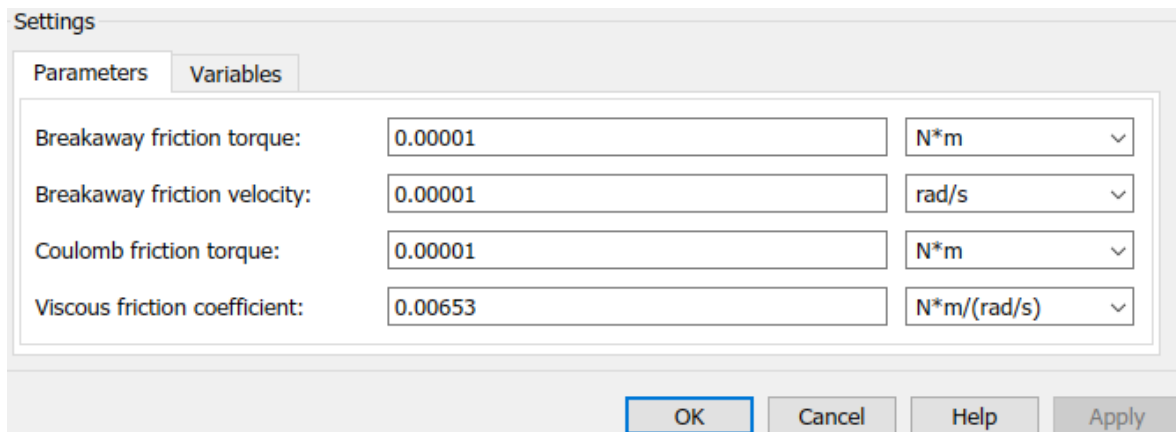 Settings
Parameters Variables
Breakaway friction torque: 0.00001 N*m
Breakaway friction velocity: 0.00001 rad/s
Coulomb friction torque: 0.00001 N*m
Viscous friction coefficient: 0.00653 N*m/(rad/s)
OK Cancel Help Apply